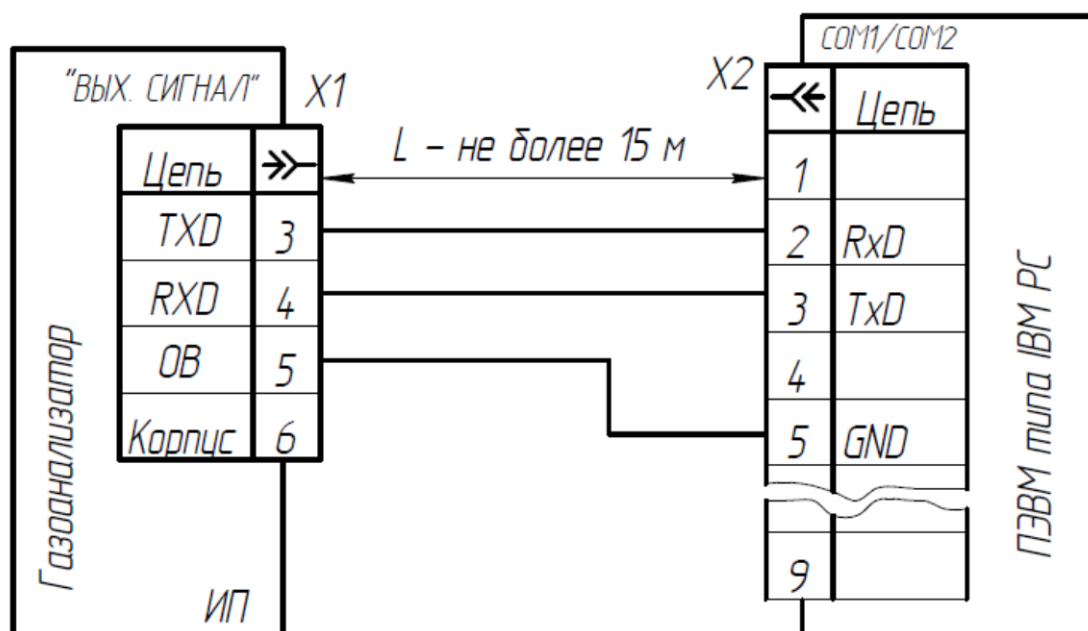 COM1/COM2
"ВЫХ. СИГНАЛ"
X1
X2
Цепь
L – не более 15 м
Цепь
1
TXD
3
2
RxD
RXD
4
3
TxD
0В
5
4
Корпус
6
5
GND
9
Газоанализатор
ИП
ПЭВМ типа IBM PC